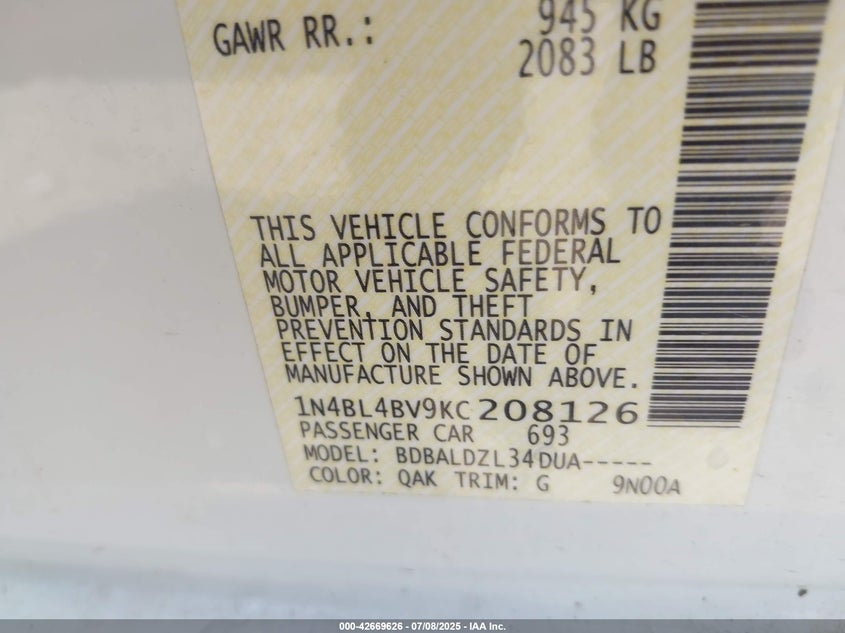 GAWR RR.: 945 KG
2083 LB
THIS VEHICLE CONFORMS TO
ALL APPLICABLE FEDERAL
MOTOR VEHICLE SAFETY,
BUMPER, AND THEFT
PREVENTION STANDARDS IN
EFFECT ON THE DATE OF
MANUFACTURE SHOWN ABOVE.
1N4BL4BV9KC208126
PASSENGER CAR 693
MODEL: BDBALDZL34DUA-----
COLOR: QAK TRIM: G 9N00A
000-42669626 - 07/08/2025 - IAA Inc.